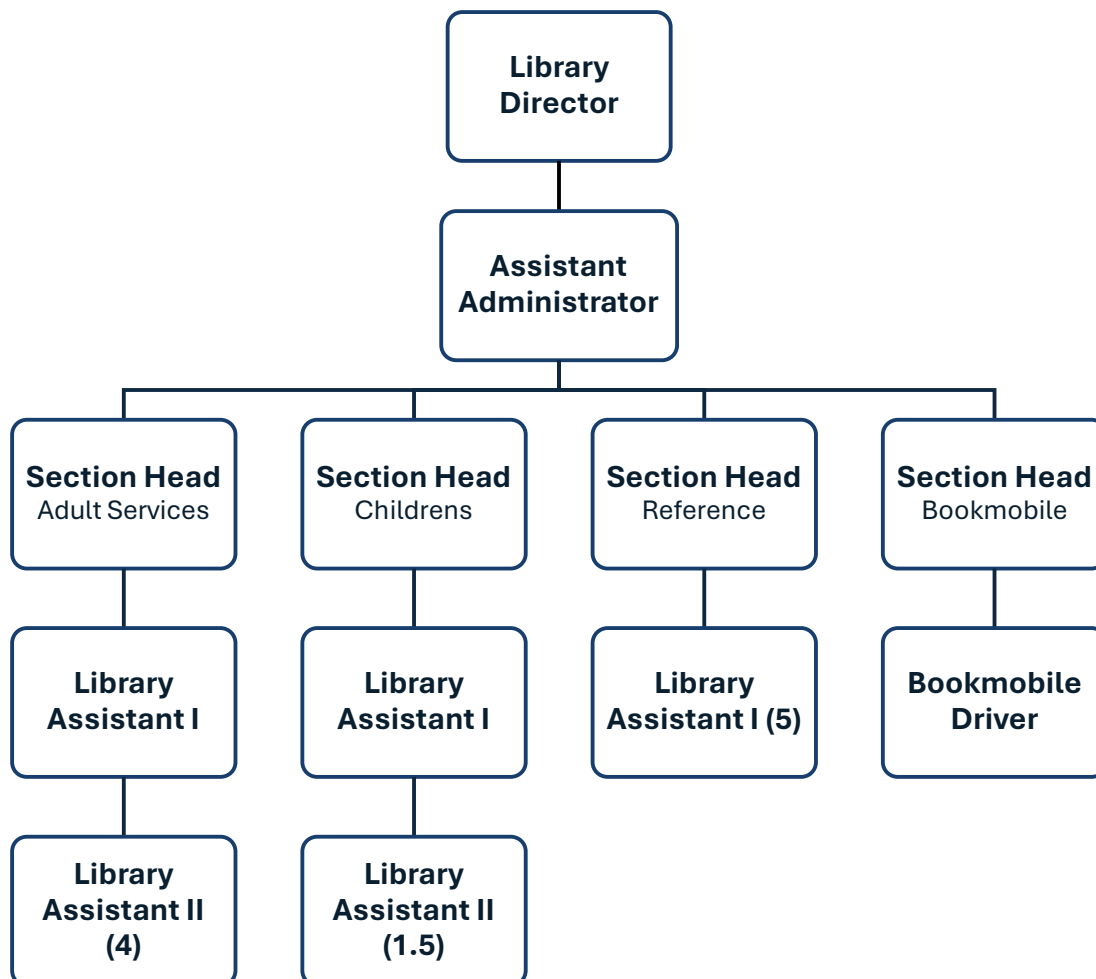 Library
Director
Assistant
Administrator
Section Head
Adult Services
Section Head
Childrens
Section Head
Reference
Section Head
Bookmobile
Library
Assistant I
Library
Assistant I
Library
Assistant I (5)
Bookmobile
Driver
Library
Assistant II
(4)
Library
Assistant II
(1.5)